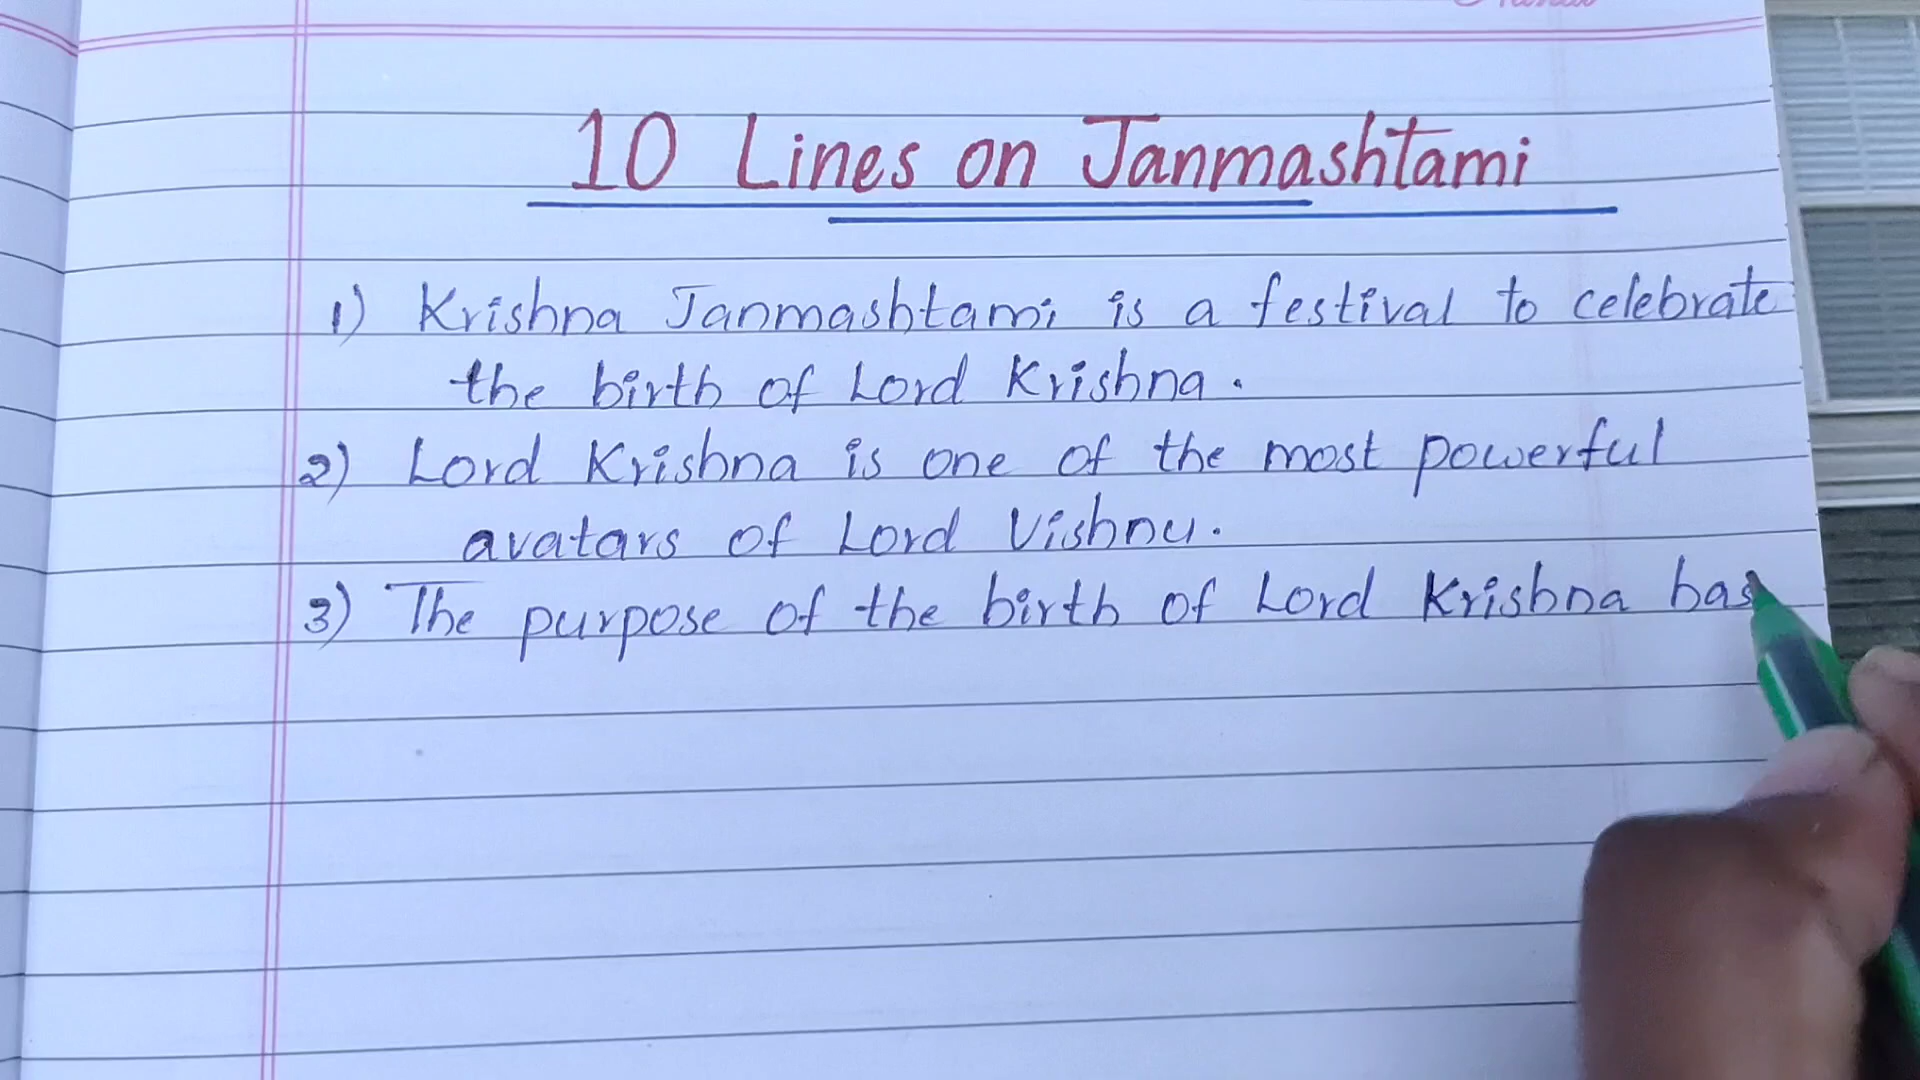 10 Lines on Janmashtami
1) Krishna Janmashtami is a festival to celebrate
the birth of Lord Krishna.
2) Lord Krishna is one of the most powerful
avatars of Lord Vishnu.
3) The purpose of the birth of Lord Krishna has